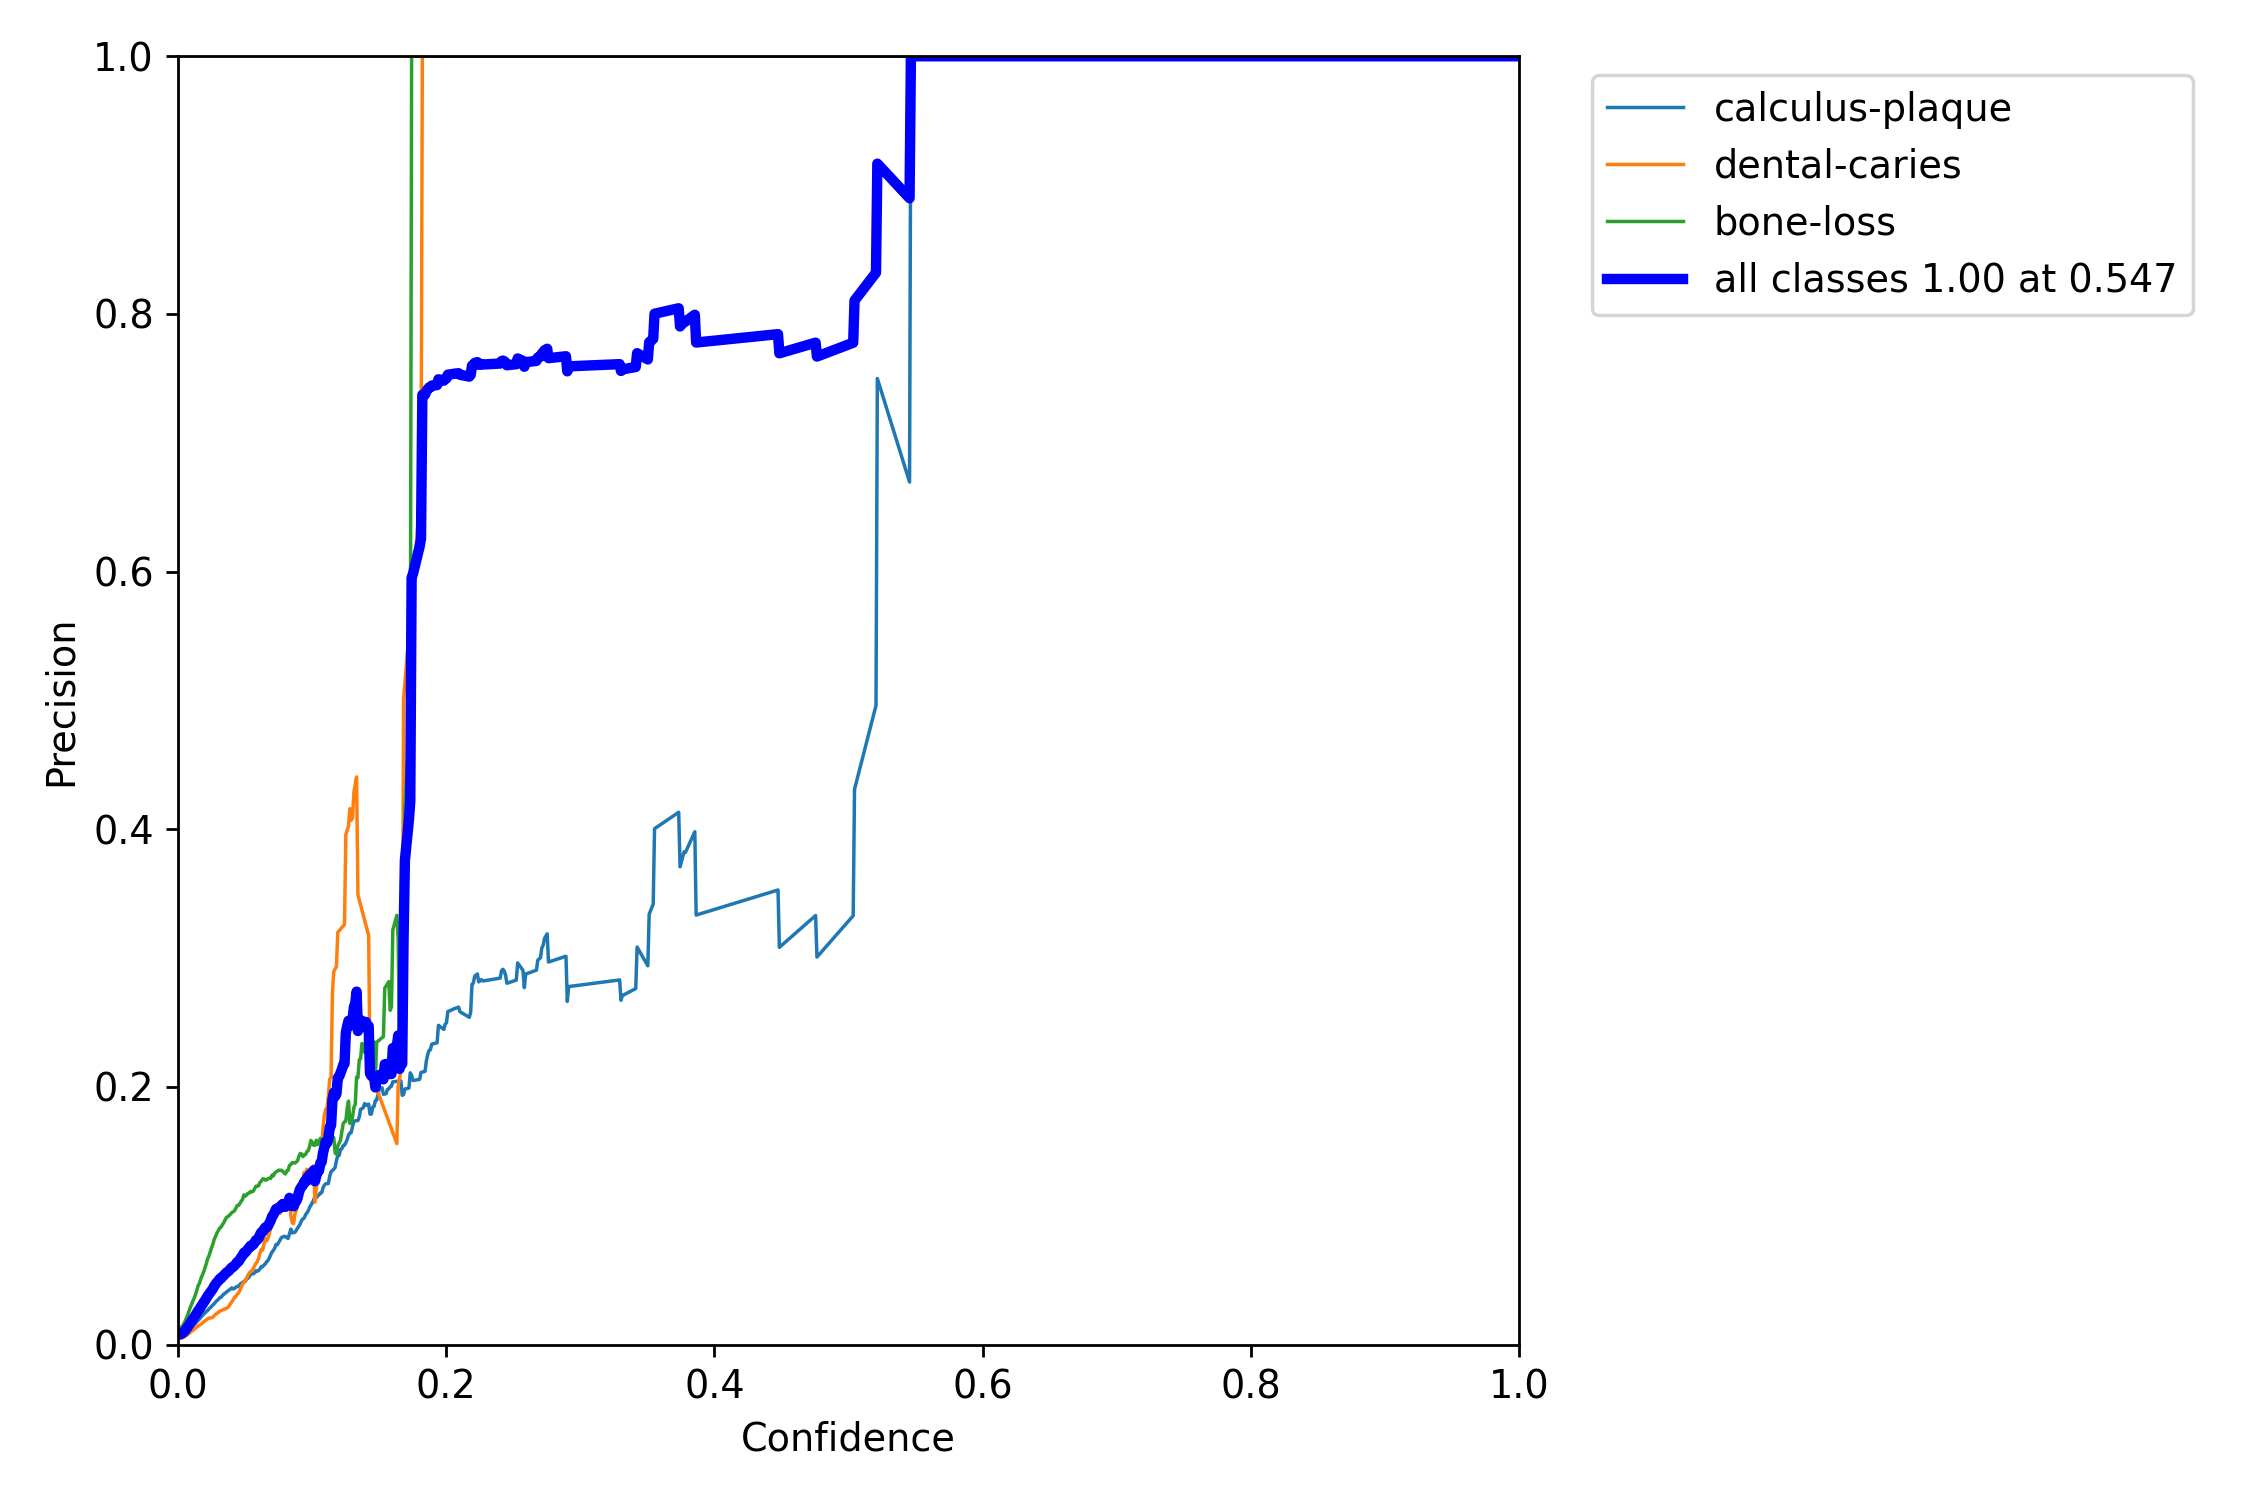 1.0
0.8
0.6
0.4
0.2
0.0
Precision
0.0 0.2 0.4 0.6 0.8 1.0
Confidence
calculus-plaque
dental-caries
bone-loss
all classes 1.00 at 0.547